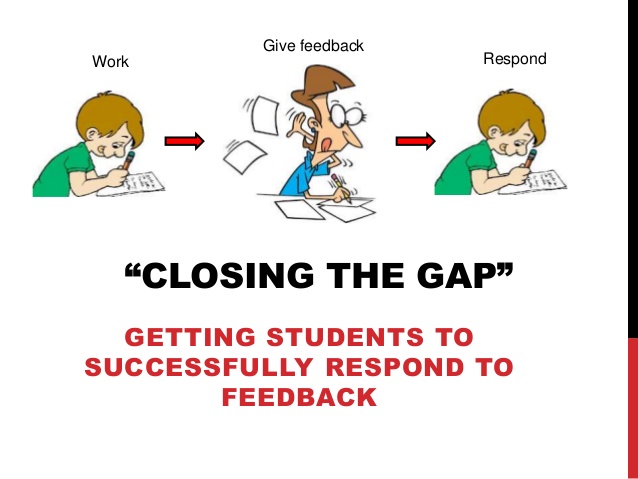 Work
Give feedback
Respond
“CLOSING THE GAP”
GETTING STUDENTS TO
SUCCESSFULLY RESPOND TO
FEEDBACK